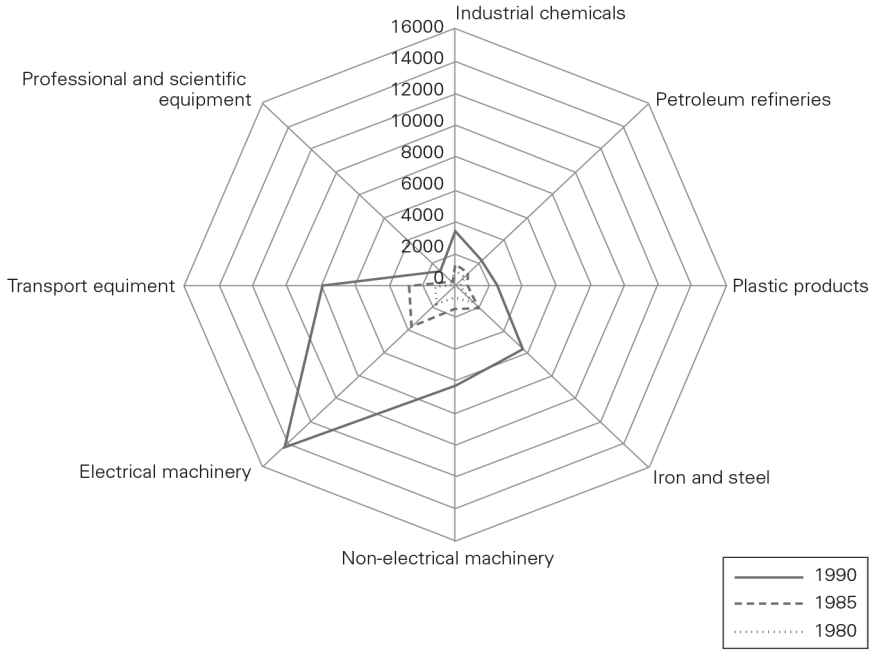 Industrial chemicals
16000
14000
12000
10000
8000
6000
4000
2000
0
Professional and scientific
equipment
Petroleum refineries
Transport equiment
Plastic products
Electrical machinery
Iron and steel
Non-electrical machinery
1990
1985
1980